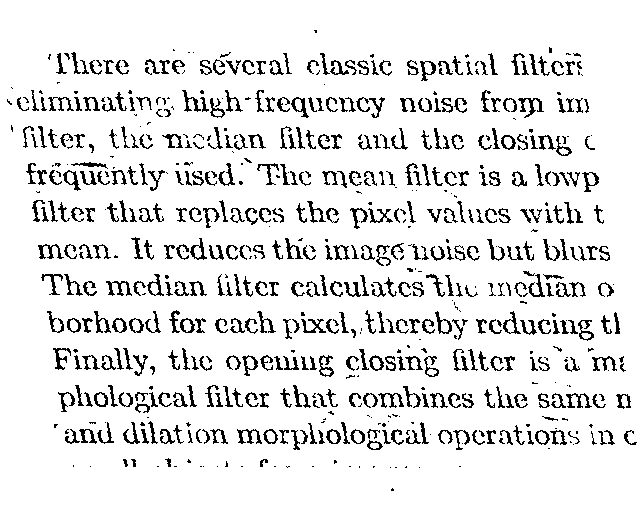 There are several classic spatial filters
eliminating high-frequency noise from im
filter, the median filter and the closing c
frequently used. The mean filter is a lowp
filter that replaces the pixel values with t
mean. It reduces the image noise but blurs
The median filter calculates the median o
borhood for each pixel, thereby reducing tl
Finally, the opening closing filter is a ma
phological filter that combines the same n
and dilation morphological operations in c